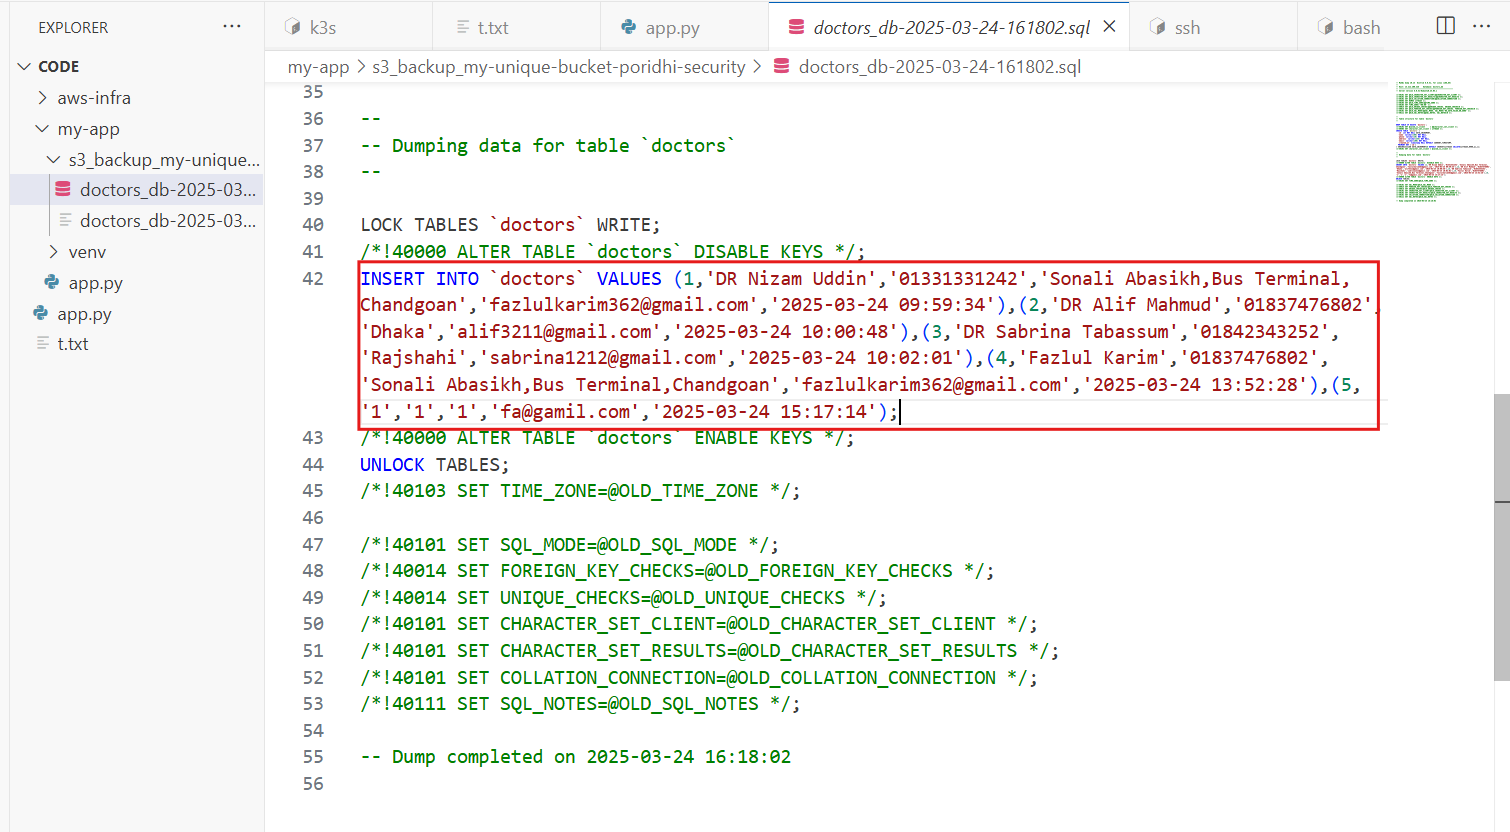 EXPLORER ...
k3s
t.txt
app.py
doctors_db-2025-03-24-161802.sql
ssh
bash
...
my-app > s3_backup_my-unique-bucket-poridhi-security > doctors_db-2025-03-24-161802.sql
CODE
aws-infra
my-app
s3_backup_my-unique...
doctors_db-2025-03...
doctors_db-2025-03...
venv
app.py
app.py
t.txt
35
36 --
37 -- Dumping data for table `doctors`
38 --
39
40 LOCK TABLES `doctors` WRITE;
41 /*!40000 ALTER TABLE `doctors` DISABLE KEYS */;
42 INSERT INTO `doctors` VALUES (1,'DR Nizam Uddin','01331331242','Sonali Abasikh,Bus Terminal,
Chandgoan','fazlulkarim362@gmail.com','2025-03-24 09:59:34'),(2,'DR Alif Mahmud','01837476802',
'Dhaka','alif3211@gmail.com','2025-03-24 10:00:48'),(3,'DR Sabrina Tabassum','01842343252',
'Rajshahi','sabrina1212@gmail.com','2025-03-24 10:02:01'),(4,'Fazlul Karim','01837476802',
'Sonali Abasikh,Bus Terminal,Chandgoan','fazlulkarim362@gmail.com','2025-03-24 13:52:28'),(5,
'1','1','1','fa@gamil.com','2025-03-24 15:17:14');
43 /*!40000 ALTER TABLE `doctors` ENABLE KEYS */;
44 UNLOCK TABLES;
45 /*!40103 SET TIME_ZONE=@OLD_TIME_ZONE */;
46
47 /*!40101 SET SQL_MODE=@OLD_SQL_MODE */;
48 /*!40014 SET FOREIGN_KEY_CHECKS=@OLD_FOREIGN_KEY_CHECKS */;
49 /*!40014 SET UNIQUE_CHECKS=@OLD_UNIQUE_CHECKS */;
50 /*!40101 SET CHARACTER_SET_CLIENT=@OLD_CHARACTER_SET_CLIENT */;
51 /*!40101 SET CHARACTER_SET_RESULTS=@OLD_CHARACTER_SET_RESULTS */;
52 /*!40101 SET COLLATION_CONNECTION=@OLD_COLLATION_CONNECTION */;
53 /*!40111 SET SQL_NOTES=@OLD_SQL_NOTES */;
54
55 -- Dump completed on 2025-03-24 16:18:02
56